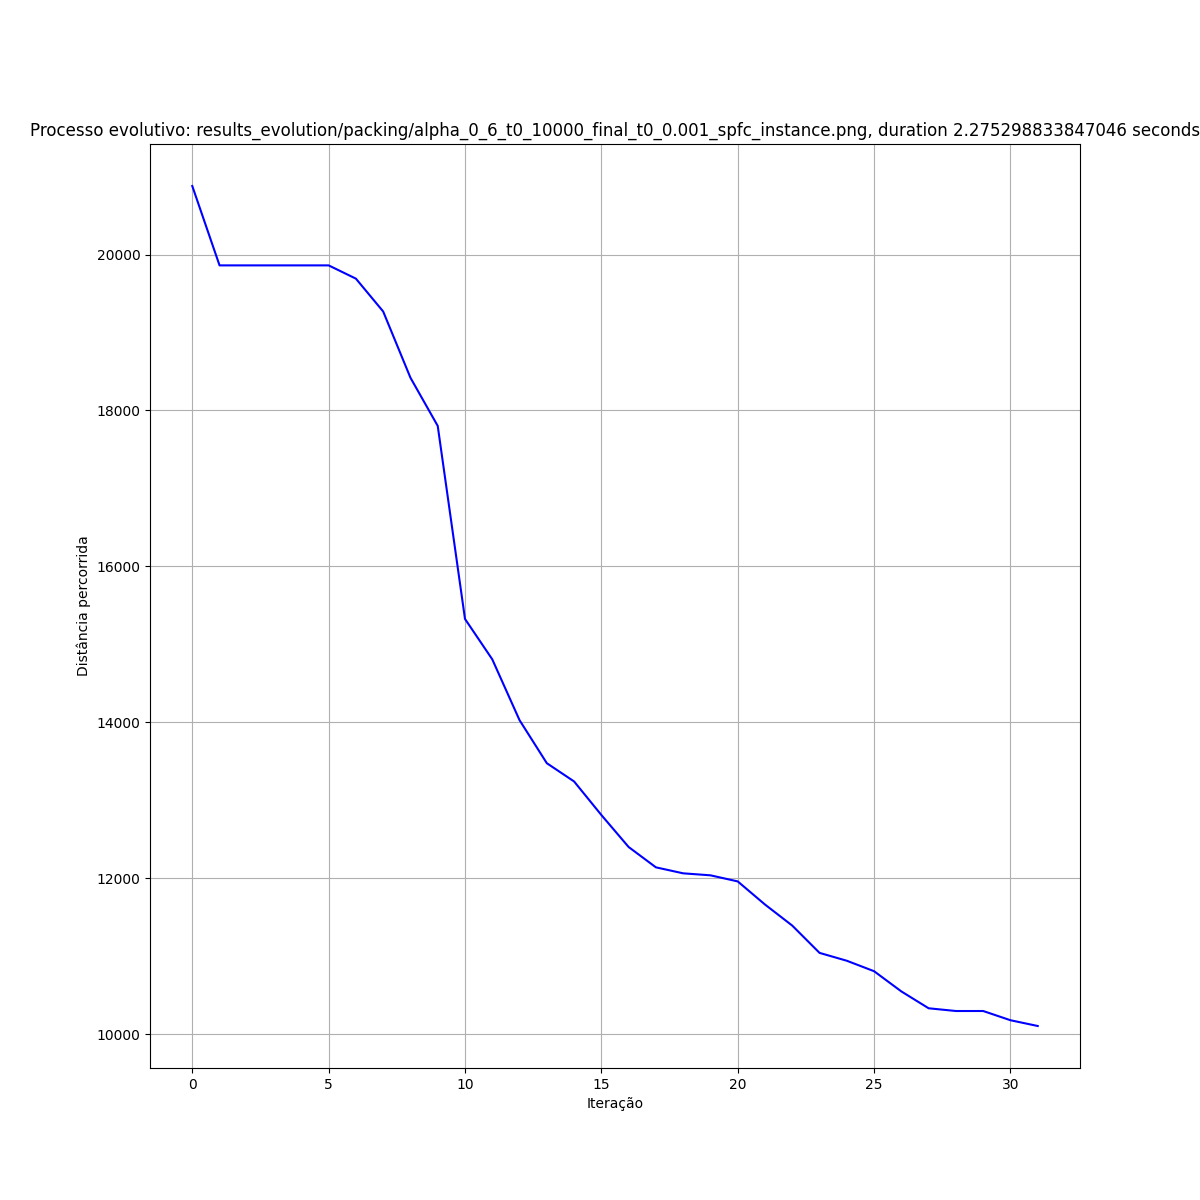 Processo evolutivo: results_evolution/packing/alpha_0_6_t0_10000_final_t0_0.001_spfc_instance.png, duration 2.275298833847046 seconds
20000
18000
16000
14000
12000
10000
Distância percorrida
0 5 10 15 20 25 30
Iteração